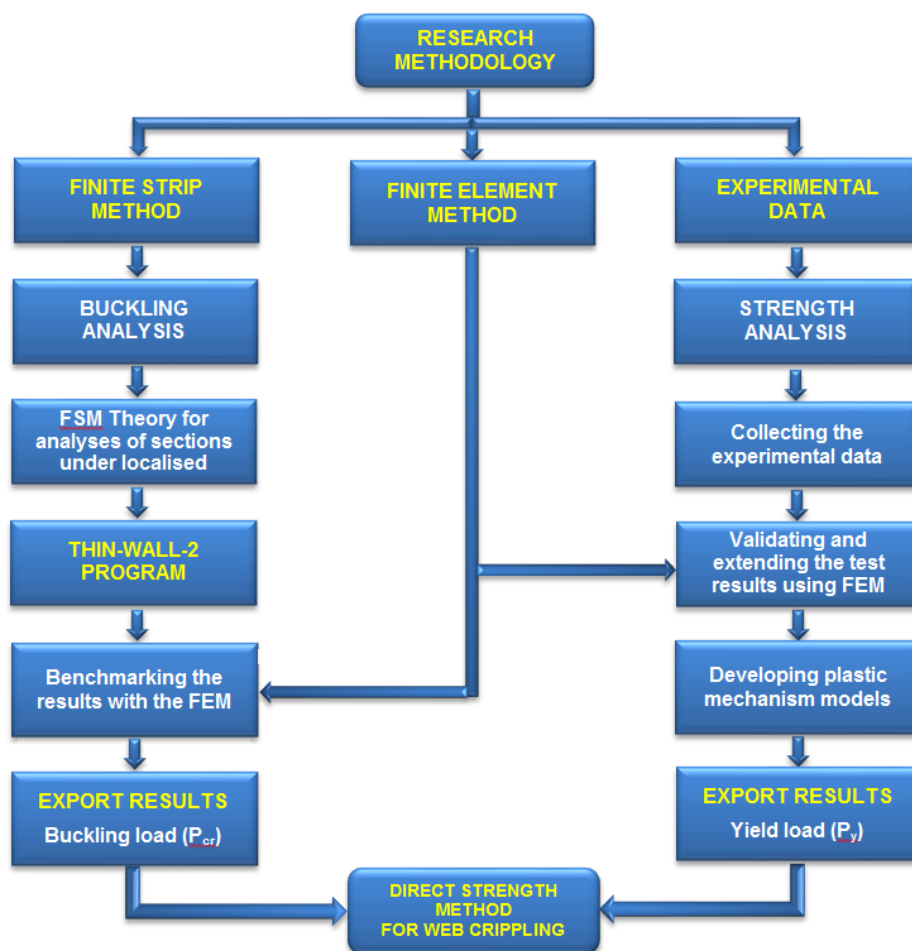 RESEARCH
METHODOLOGY
FINITE STRIP
METHOD
FINITE ELEMENT
METHOD
EXPERIMENTAL
DATA
BUCKLING
ANALYSIS
STRENGTH
ANALYSIS
FSM Theory for
analyses of sections
under localised
Collecting the
experimental data
THIN-WALL-2
PROGRAM
Validating and
extending the test
results using FEM
Benchmarking the
results with the FEM
Developing plastic
mechanism models
EXPORT RESULTS
Buckling load (Pcr)
EXPORT RESULTS
Yield load (Py)
DIRECT STRENGTH
METHOD
FOR WEB CRIPPLING